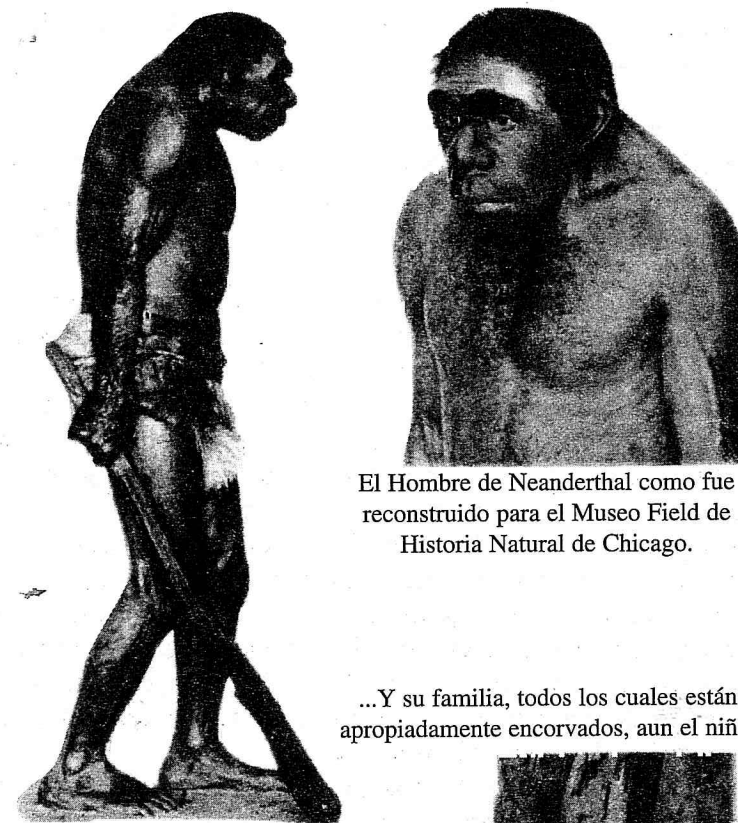 El Hombre de Neanderthal como fue
reconstruido para el Museo Field de
Historia Natural de Chicago.
...Y su familia, todos los cuales están
apropiadamente encorvados, aun el niñ